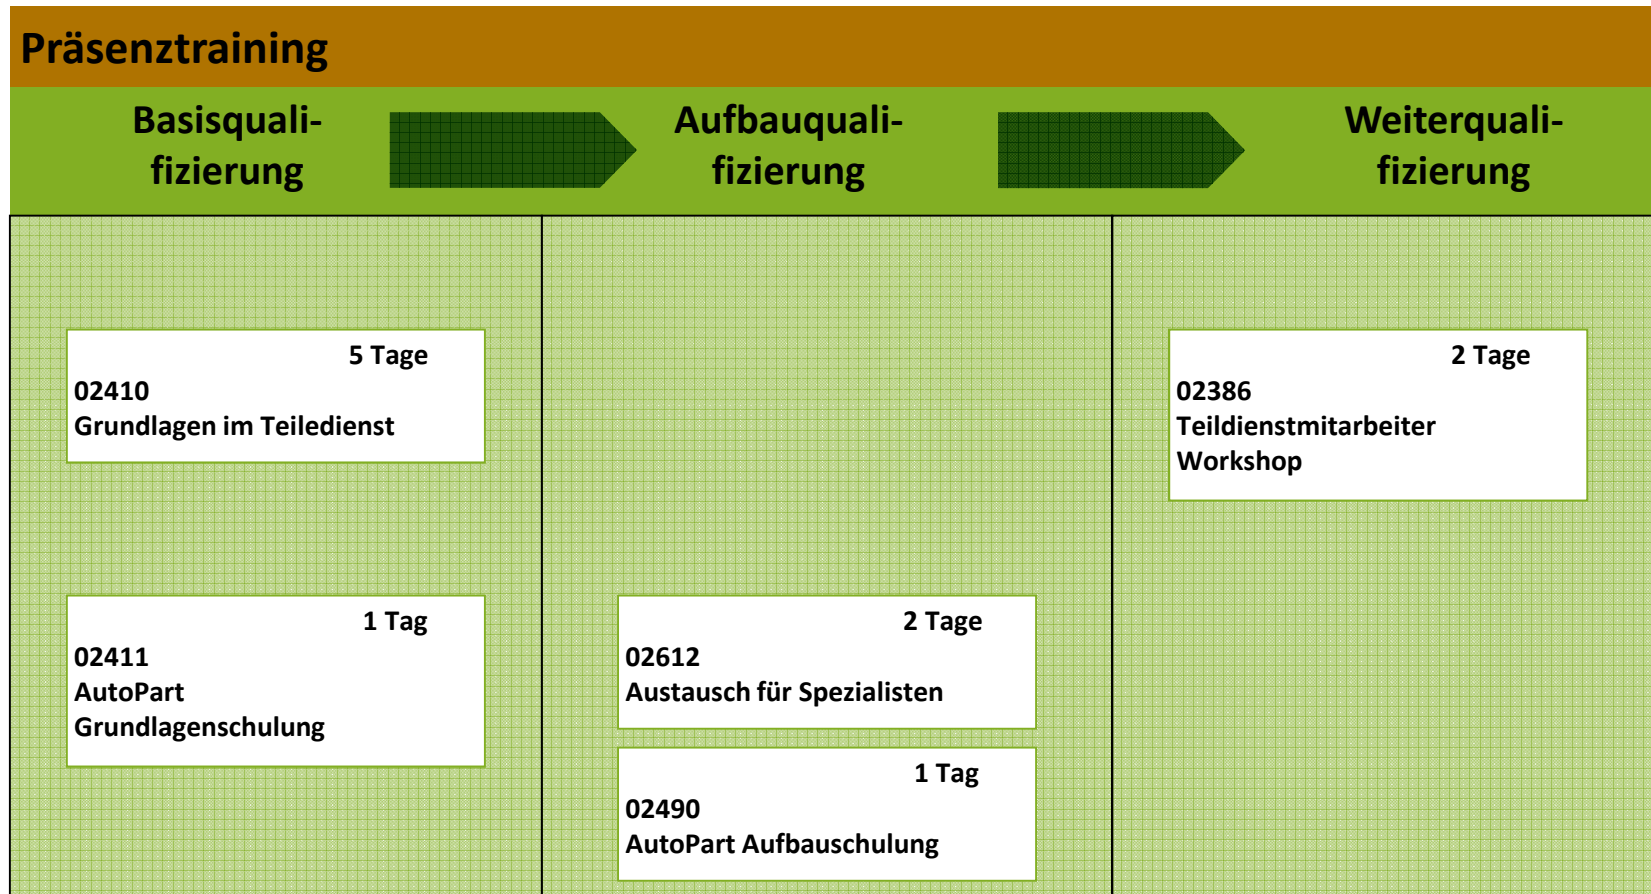 Präsenztraining
Basisquali-
fizierung
Aufbauquali-
fizierung
Weiterquali-
fizierung
5 Tage
02410
Grundlagen im Teiledienst
1 Tag
02411
AutoPart
Grundlagenschulung
2 Tage
02612
Austausch für Spezialisten
1 Tag
02490
AutoPart Aufbauschulung
2 Tage
02386
Teildienstmitarbeiter
Workshop